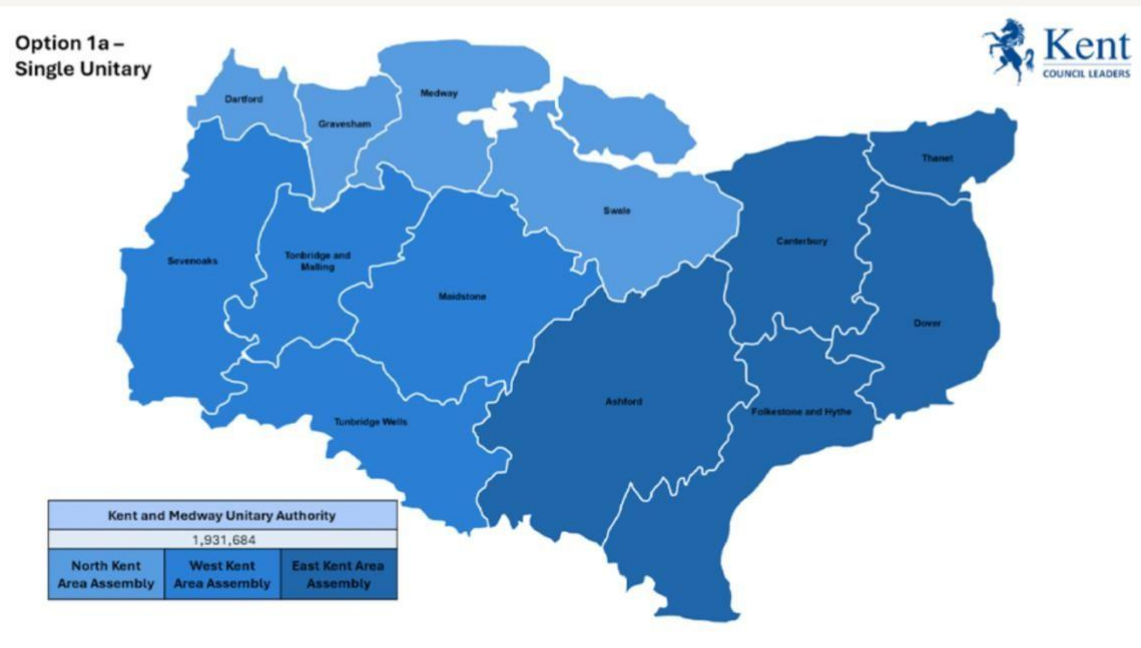 Option 1a –
Single Unitary
Kent
COUNCIL LEADERS
Dartford
Gravesham
Medway
Thanet
Swale
Canterbury
Sevenoaks
Tonbridge and
Malling
Maidstone
Dover
Ashford
Folkestone and Hythe
Tunbridge Wells
Kent and Medway Unitary Authority
1,931,684
North Kent
Area Assembly
West Kent
Area Assembly
East Kent Area
Assembly